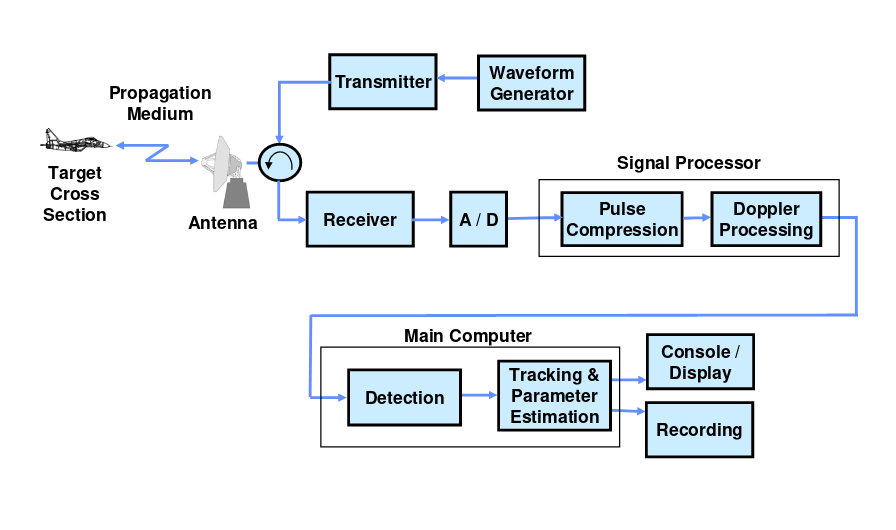 Transmitter
Waveform
Generator
Propagation
Medium
Target
Cross
Section
Antenna
Receiver
A / D
Signal Processor
Pulse
Compression
Doppler
Processing
Main Computer
Detection
Tracking &
Parameter
Estimation
Console /
Display
Recording